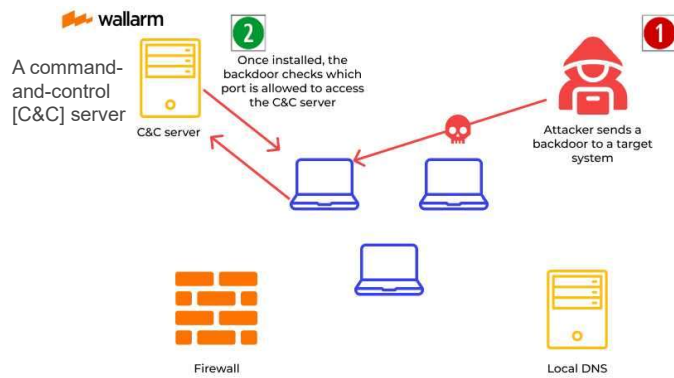 wallarm
A command-
and-control
[C&C] server
C&C server
2
Once installed, the
backdoor checks which
port is allowed to access
the C&C server
1
Attacker sends a
backdoor to a target
system
Firewall
Local DNS